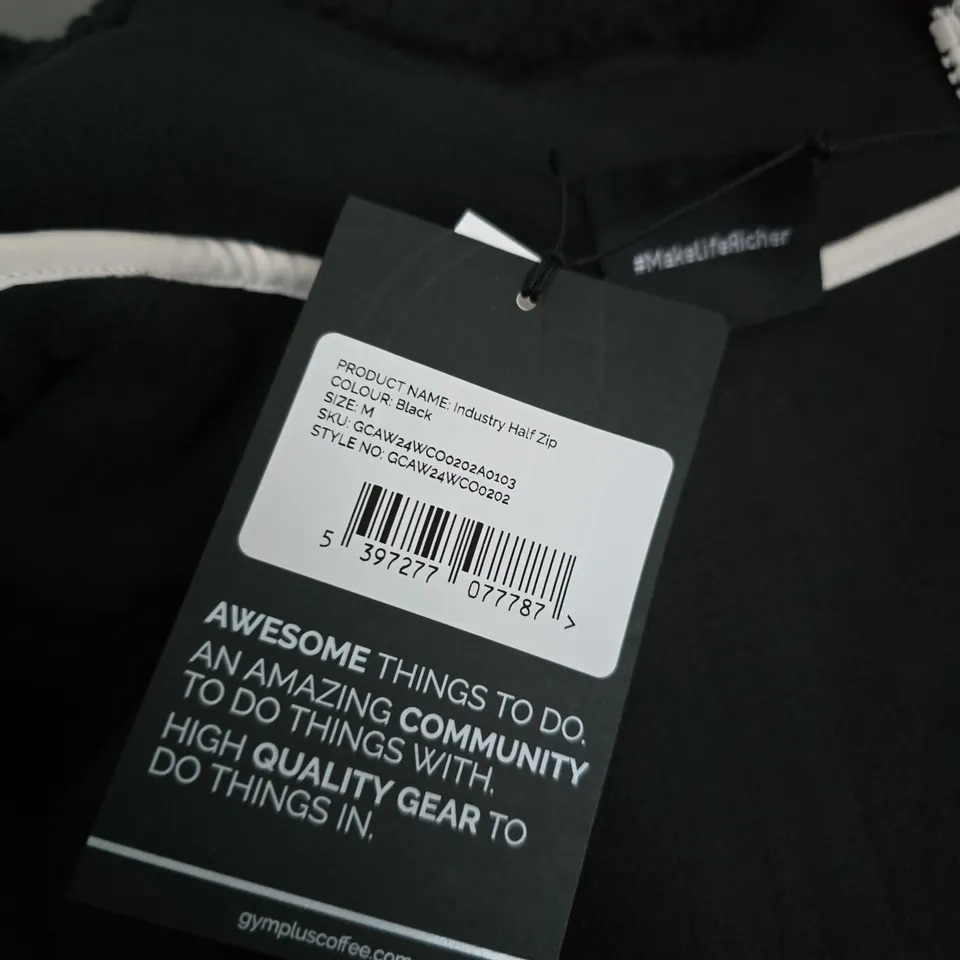 #MakeLifeRicher
PRODUCT NAME: Industry Half Zip
COLOUR: Black
SIZE: M
SKU: GCAW24WCO0202A0103
STYLE NO: GCAW24WCO0202
5 397277 077787 >
AWESOME THINGS TO DO.
AN AMAZING COMMUNITY
TO DO THINGS WITH.
HIGH QUALITY GEAR TO
DO THINGS IN.
gympluscoffee.com